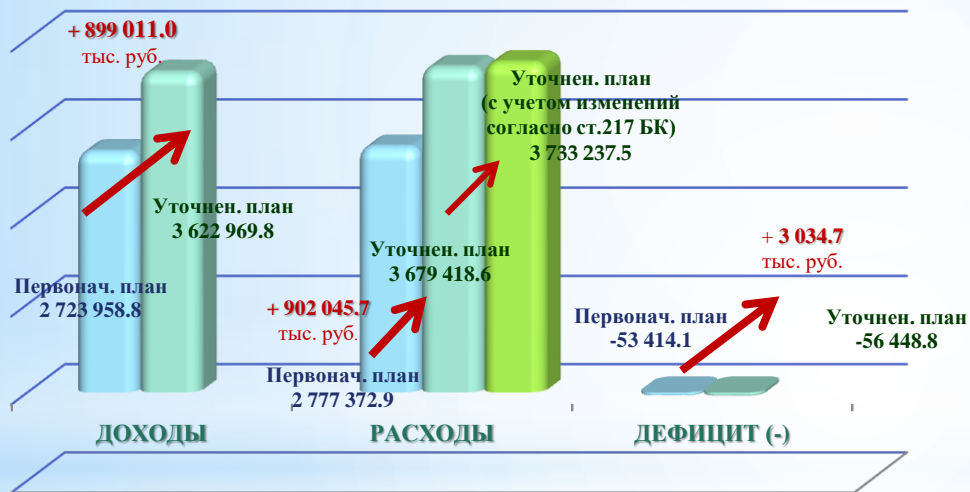 + 899 011.0
тыс. руб.
Уточнен. план
3 622 969.8
Первонач. план
2 723 958.8
Уточнен. план
(с учетом изменений
согласно ст.217 БК)
3 733 237.5
Уточнен. план
3 679 418.6
+ 902 045.7
тыс. руб.
Первонач. план
2 777 372.9
+ 3 034.7
тыс. руб.
Первонач. план
-53 414.1
Уточнен. план
-56 448.8
ДОХОДЫ
РАСХОДЫ
ДЕФИЦИТ (-)